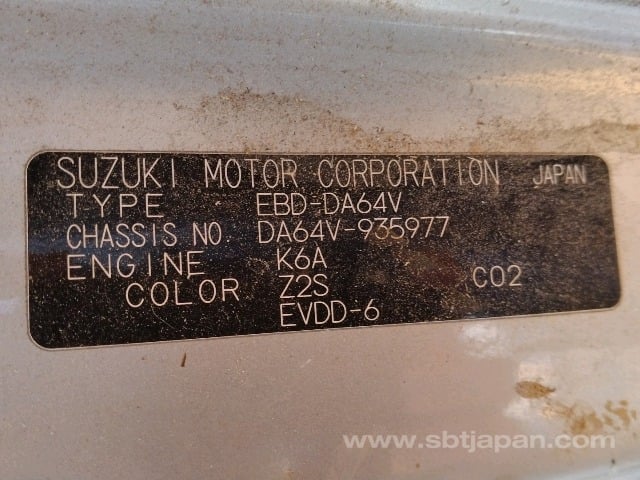 SUZUKI MOTOR CORPORATION JAPAN
TYPE EBD-DA64V
CHASSIS NO. DA64V-935977
ENGINE K6A
COLOR Z2S C02
EVDD-6
www.sbtjapan.com